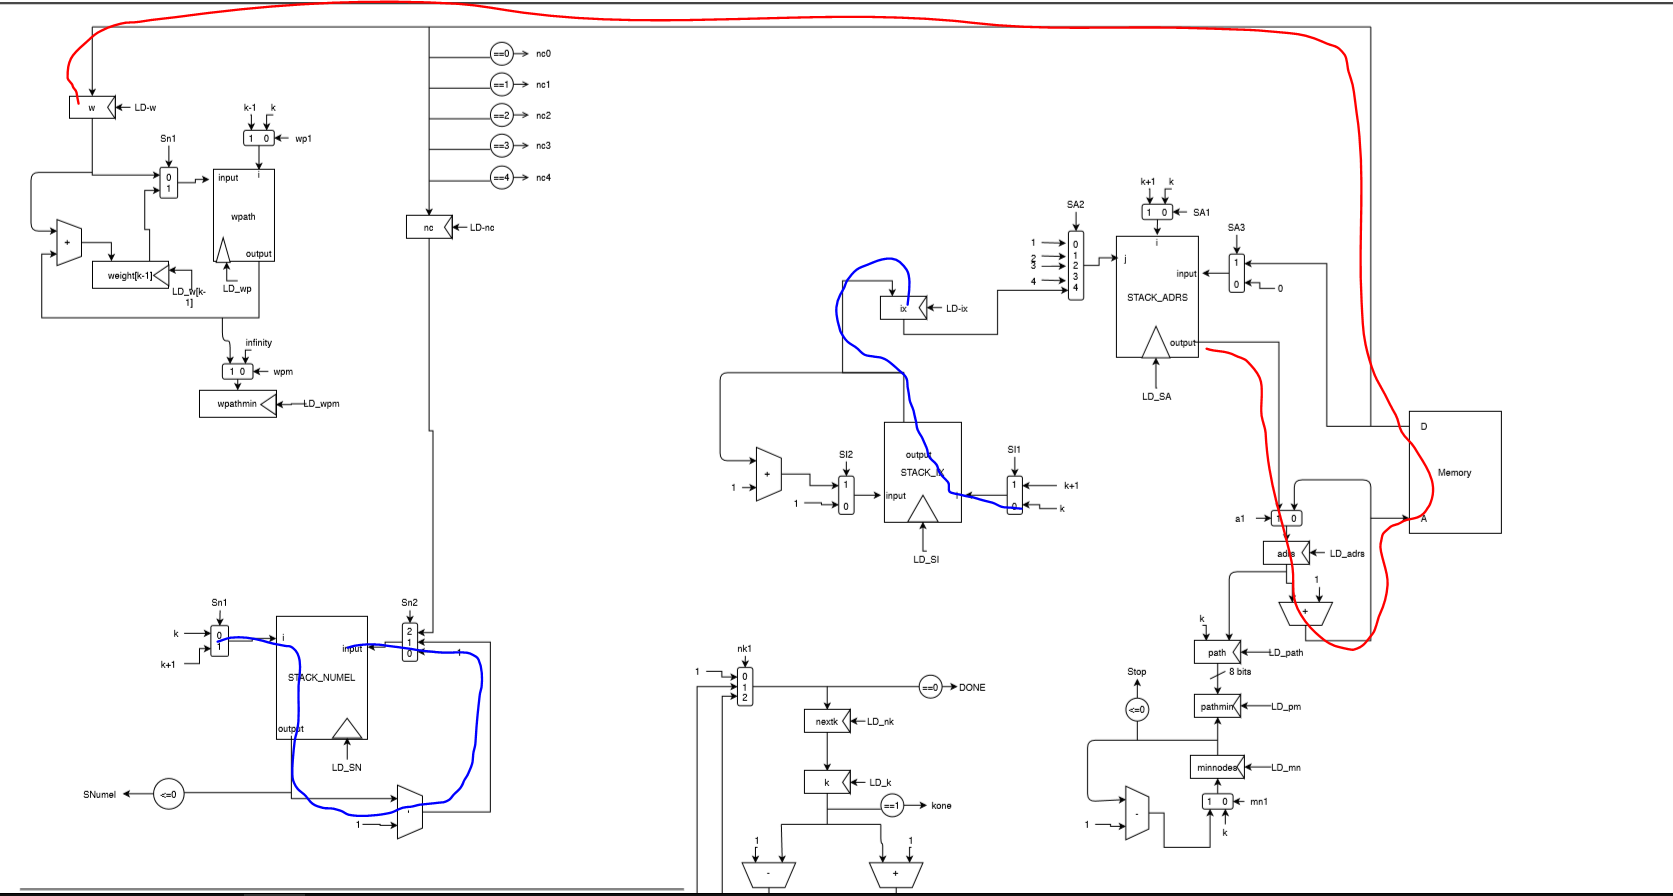 ==0 nc0
==1 nc1
==2 nc2
==3 nc3
==4 nc4
w LD-w
k-1 k
1 0 wp1
Sn1
0
1
input i
wpath
output
LD_wp
+
weight[k-1]
LD_w[k-
1]
infinity
1 0 wpm
wpathmin LD_wpm
nc LD-nc
k+1 k
1 0 SA1
SA2
1 0
2 1
3 2
4 3
4
i
j
input
STACK_ADRS
output
LD_SA
SA3
1
0 0
ix LD-ix
output
STACK_IX
input i
LD_SI
SI1
1 k+1
0 k
SI2
1
0
+
1
1
D
Memory
A
a1 1 0
adrs LD_adrs
1
+
k
path LD_path
8 bits
pathmin LD_pm
Stop
<=0
minnodes LD_mn
1 0 mn1
k
-
1
Sn1
k 0
k+1 1
i
input
STACK_NUMEL
output
LD_SN
Sn2
2
1
0 1
SNumel <=0
-
1
nk1
1 0
1
2
==0 DONE
nextk LD_nk
k LD_k
==1 kone
1 1
- +